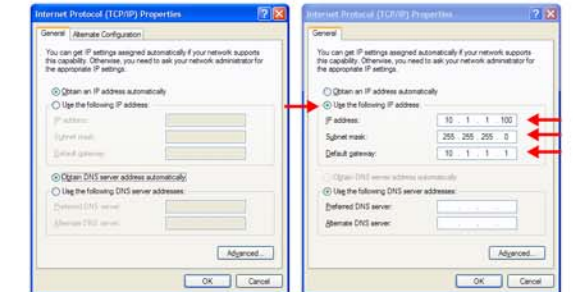 Internet Protocol (TCP/IP) Properties
General
Alternate Configuration
You can get IP settings assigned automatically if your network supports
this capability. Otherwise, you need to ask your network administrator for
the appropriate IP settings.
Obtain an IP address automatically
Use the following IP address:
IP address:
Subnet mask:
Default gateway:
Obtain DNS server address automatically
Use the following DNS server addresses:
Preferred DNS server:
Alternate DNS server:
Advanced...
OK
Cancel
Internet Protocol (TCP/IP) Properties
General
You can get IP settings assigned automatically if your network supports
this capability. Otherwise, you need to ask your network administrator for
the appropriate IP settings.
Obtain an IP address automatically
Use the following IP address:
IP address: 10 . 1 . 1 . 100
Subnet mask: 255 . 255 . 255 . 0
Default gateway: 10 . 1 . 1 . 1
Obtain DNS server address automatically
Use the following DNS server addresses:
Preferred DNS server:
Alternate DNS server:
Advanced...
OK
Cancel